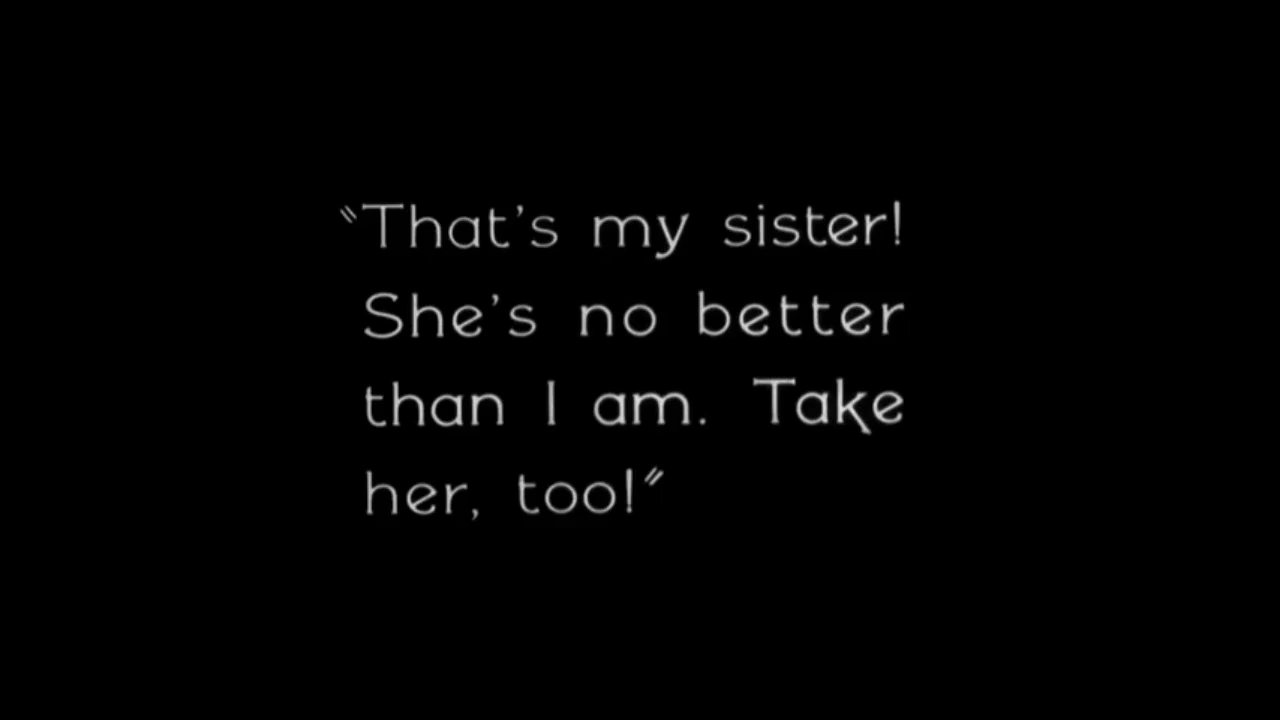 “That’s my sister!
She’s no better
than I am. Take
her, too!”